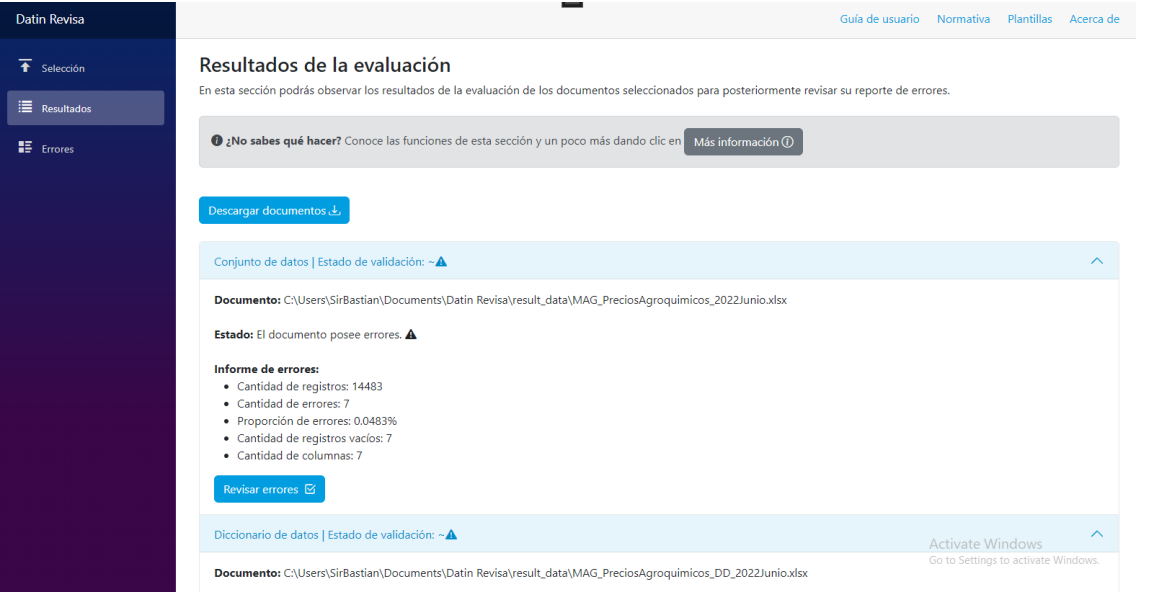 Datin Revisa
Guía de usuario Normativa Plantillas Acerca de
Selección
Resultados
Errores
Resultados de la evaluación
En esta sección podrás observar los resultados de la evaluación de los documentos seleccionados para posteriormente revisar su reporte de errores.
¿No sabes qué hacer? Conoce las funciones de esta sección y un poco más dando clic en Más información
Descargar documentos
Conjunto de datos | Estado de validación: ~
Documento: C:\Users\SirBastian\Documents\Datin Revisa\result_data\MAG_PreciosAgroquimicos_2022Junio.xlsx
Estado: El documento posee errores.
Informe de errores:
• Cantidad de registros: 14483
• Cantidad de errores: 7
• Proporción de errores: 0.0483%
• Cantidad de registros vacíos: 7
• Cantidad de columnas: 7
Revisar errores
Diccionario de datos | Estado de validación: ~
Documento: C:\Users\SirBastian\Documents\Datin Revisa\result_data\MAG_PreciosAgroquimicos_DD_2022Junio.xlsx
Activate Windows
Go to Settings to activate Windows.